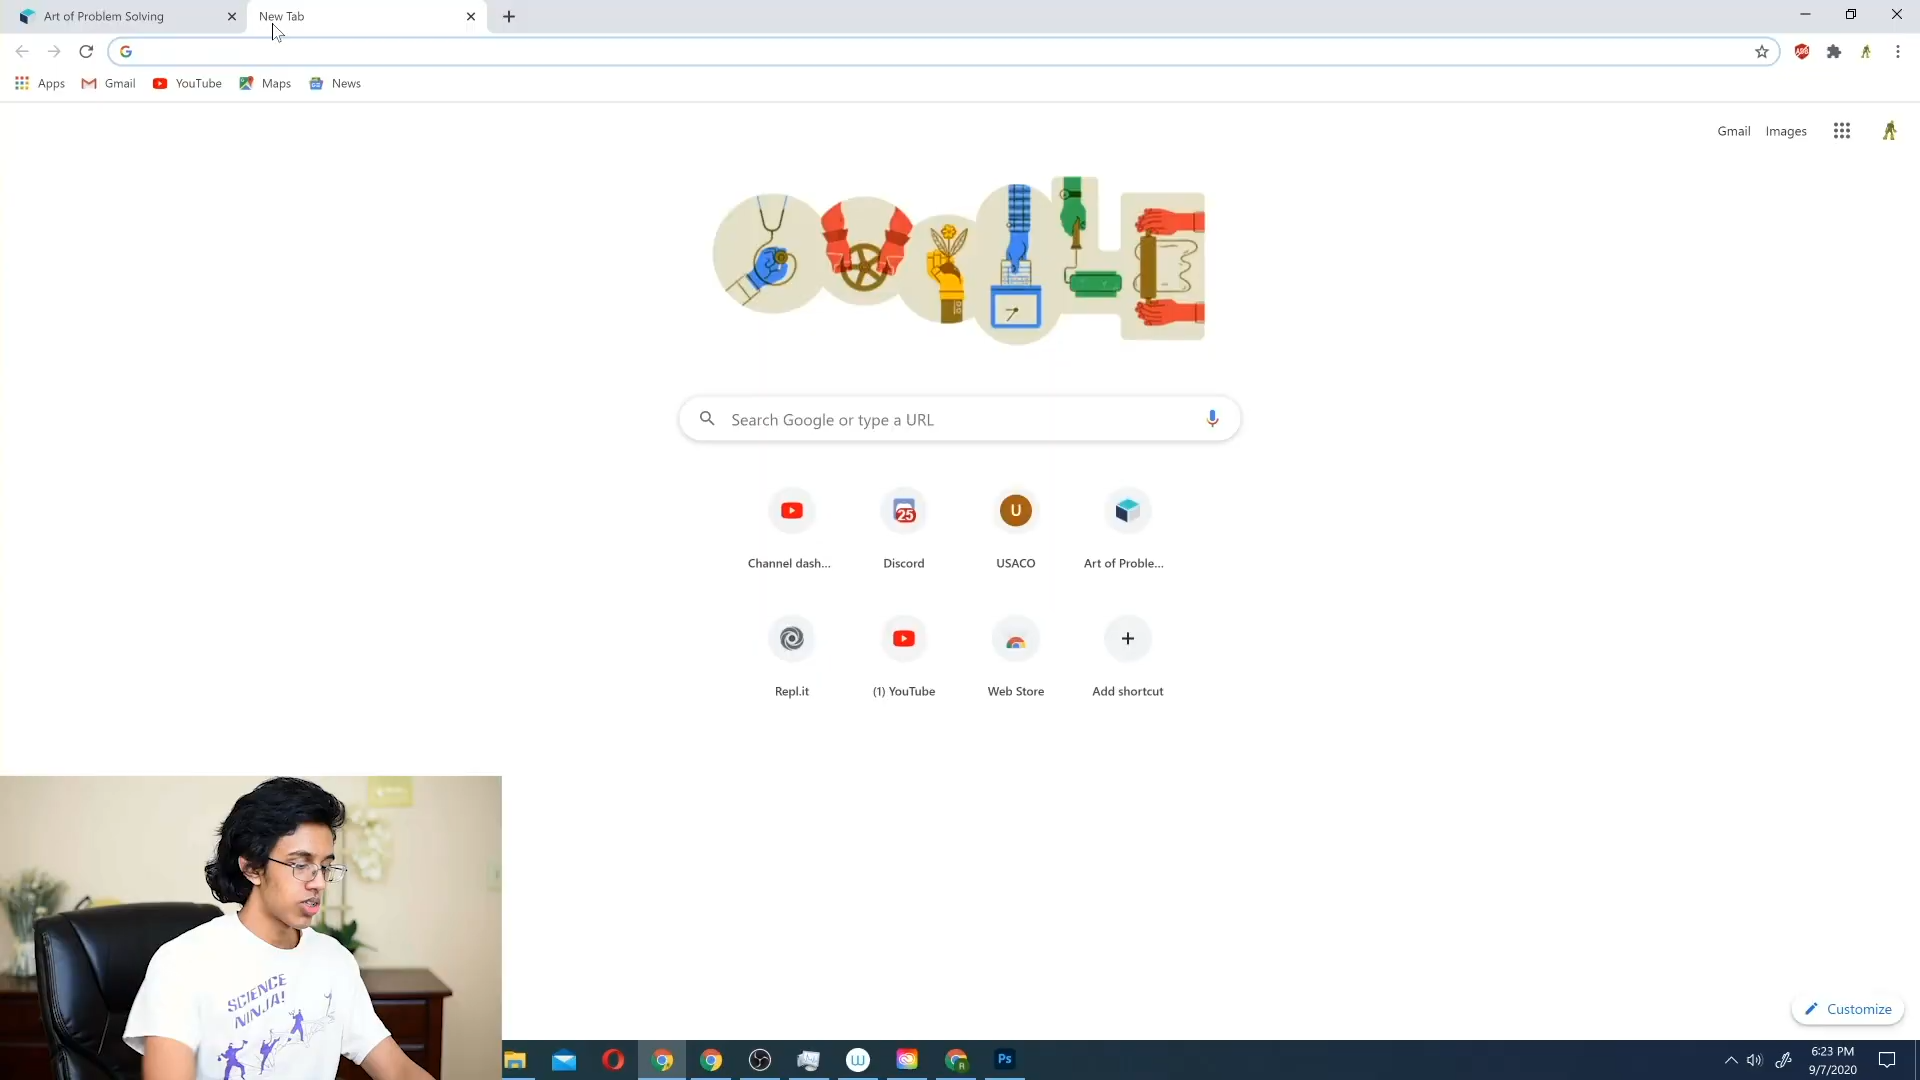 Art of Problem Solving
New Tab
Apps
Gmail
YouTube
Maps
News
Gmail
Images
Search Google or type a URL
Channel dash...
25
Discord
U
USACO
Art of Proble...
Repl.it
(1) YouTube
Web Store
Add shortcut
SCIENCE
NINJA!
Customize
Ps
6:23 PM
9/7/2020